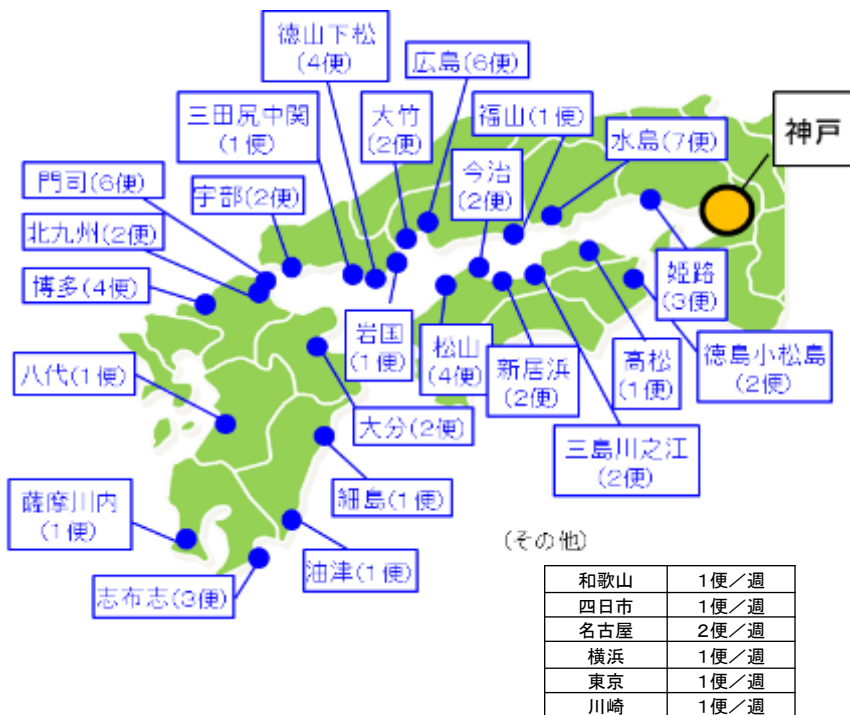 徳山下松
(4便)
広島(6便)
三田尻中関
(1便)
大竹
(2便)
福山(1便)
水島(7便)
神戸
門司(6便)
宇部(2便)
今治
(2便)
北九州(2便)
博多(4便)
姫路
(3便)
岩国
(1便)
松山
(4便)
新居浜
(2便)
高松
(1便)
徳島小松島
(2便)
八代(1便)
大分(2便)
三島川之江
(2便)
薩摩川内
(1便)
細島(1便)
油津(1便)
志布志(3便)
(その他)
和歌山 1便/週
四日市 1便/週
名古屋 2便/週
横浜 1便/週
東京 1便/週
川崎 1便/週